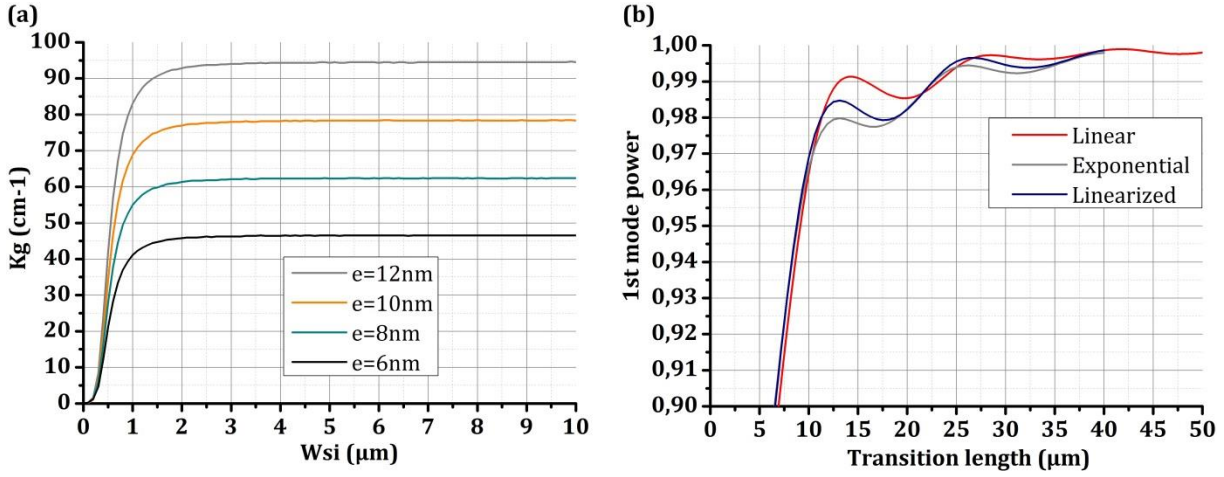 (a)
100
90
80
70
60
50
40
30
20
10
0
Kg (cm-1)
e=12nm
e=10nm
e=8nm
e=6nm
0 1 2 3 4 5 6 7 8 9 10
Wsi (µm)
(b)
1,00
0,99
0,98
0,97
0,96
0,95
0,94
0,93
0,92
0,91
0,90
1st mode power
Linear
Exponential
Linearized
0 5 10 15 20 25 30 35 40 45 50
Transition length (µm)